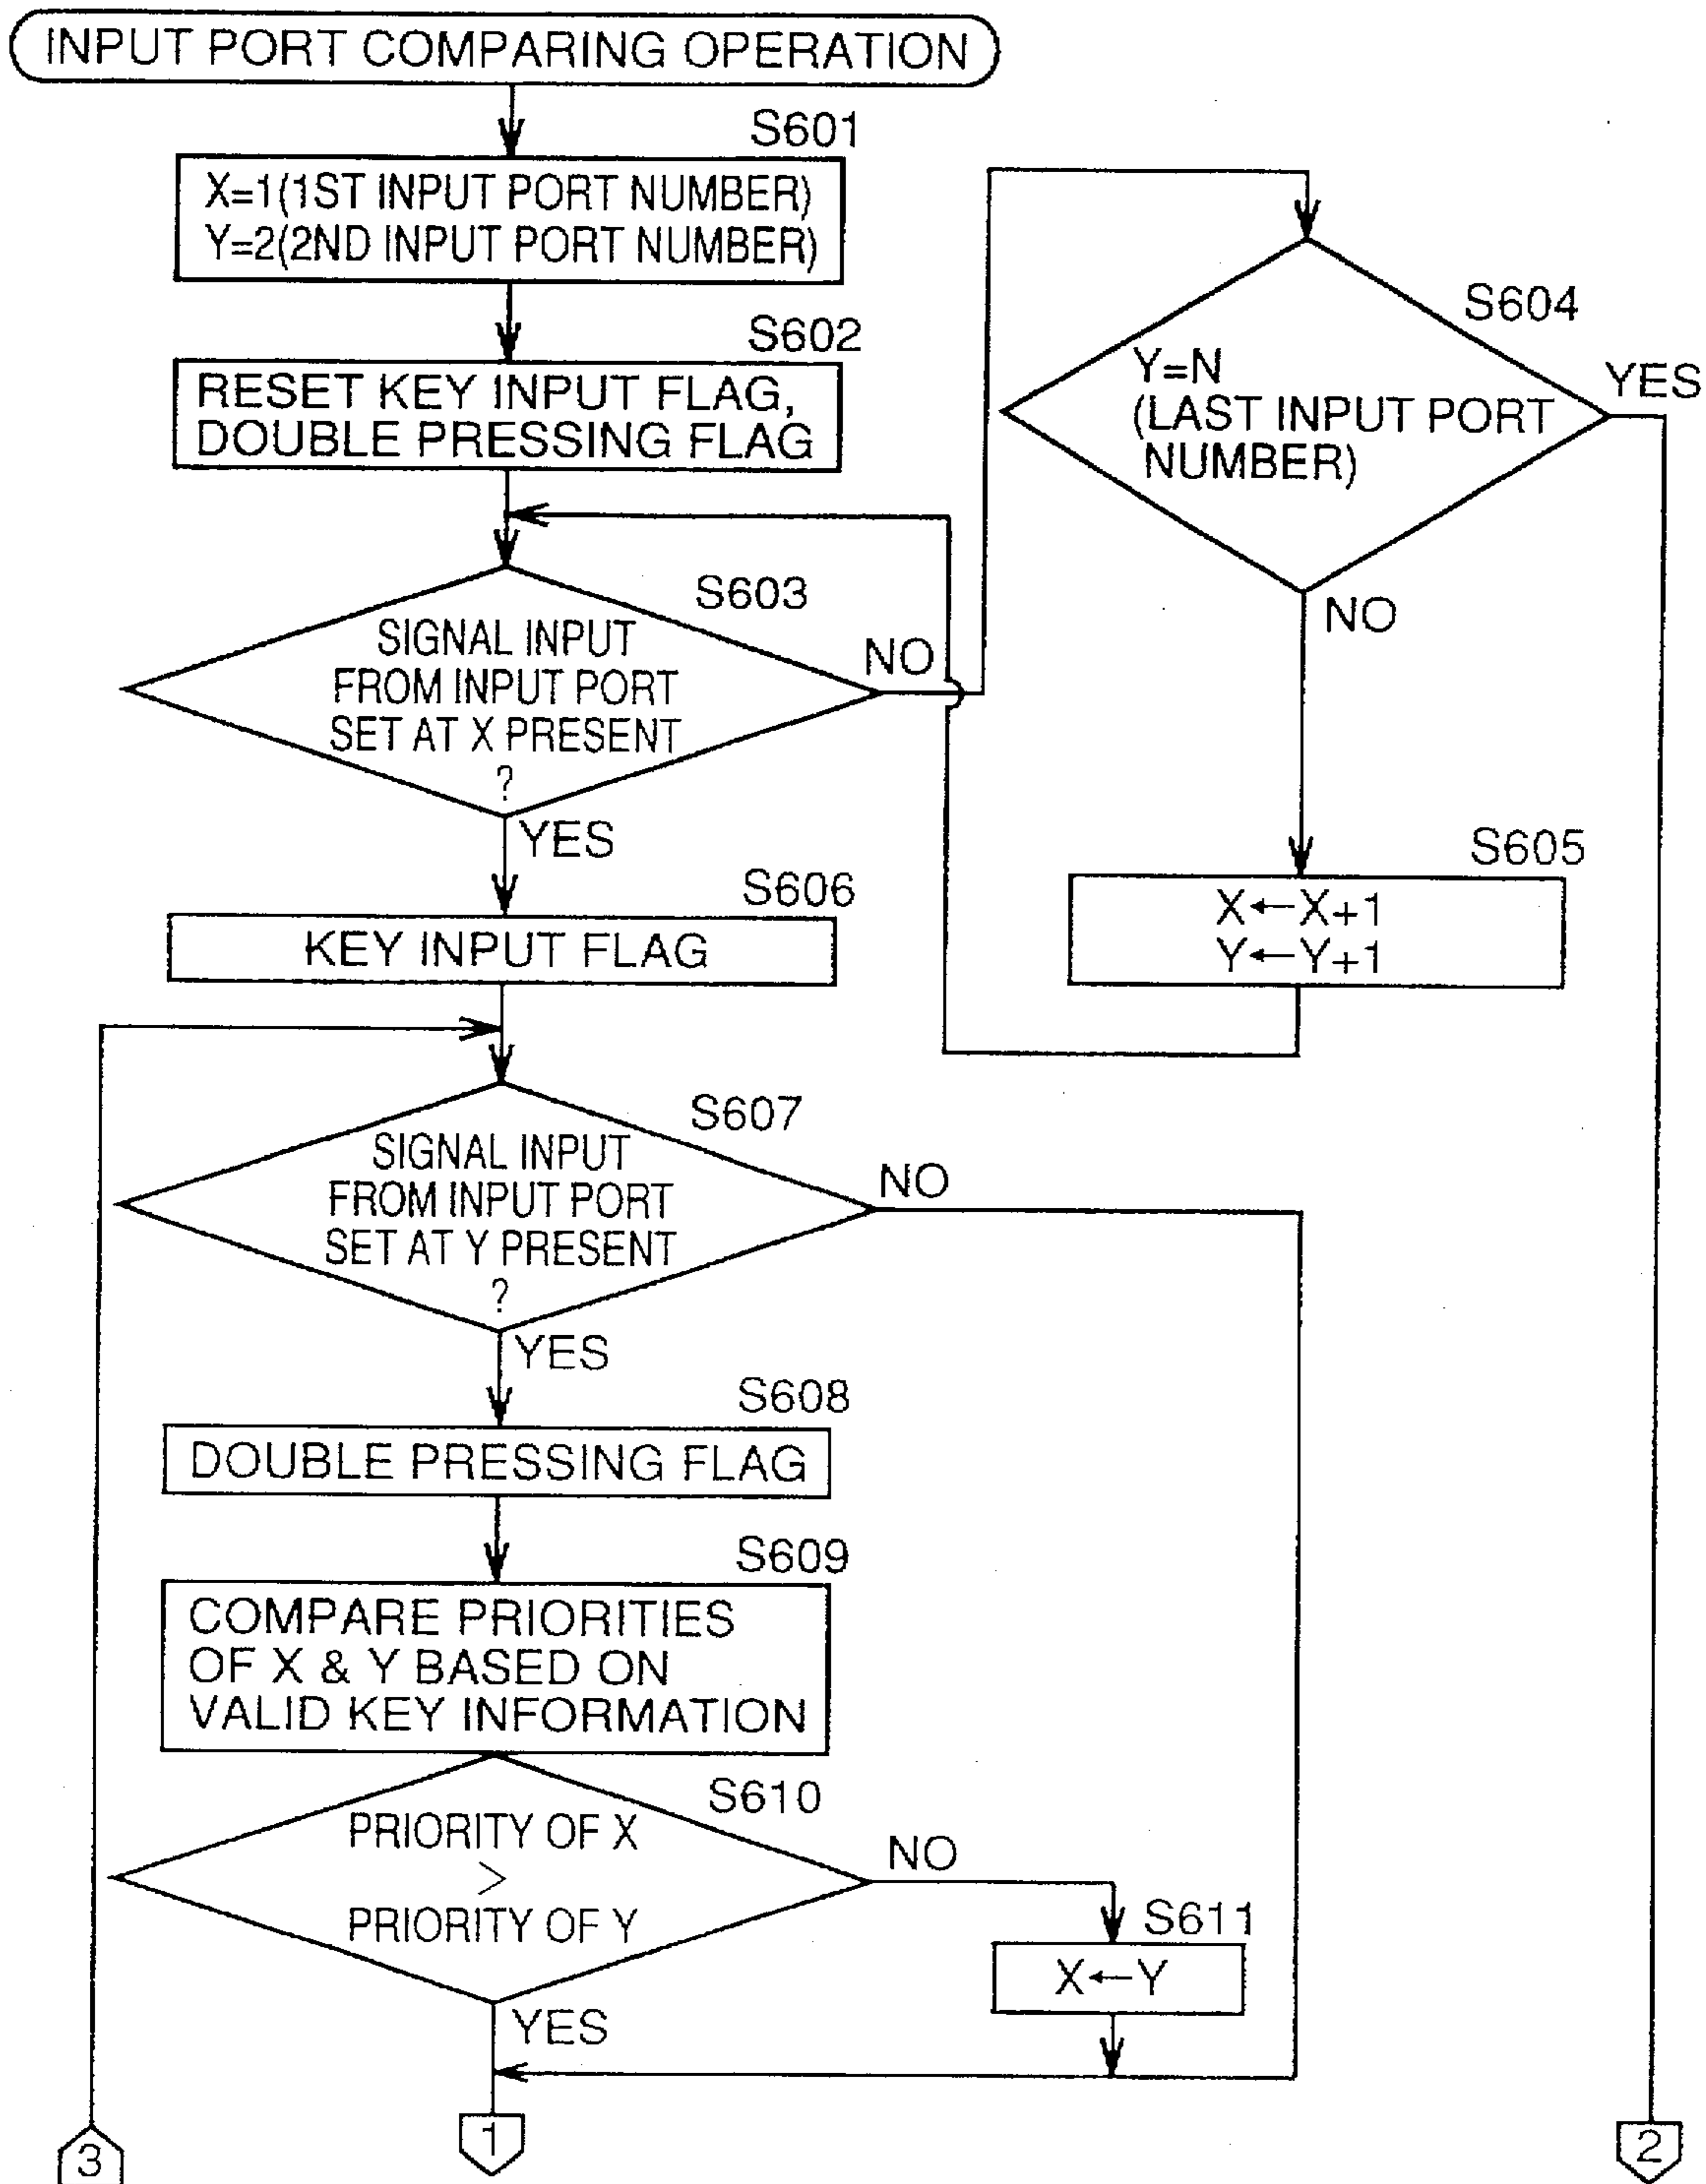 INPUT PORT COMPARING OPERATION
S601
X=1(1ST INPUT PORT NUMBER)
Y=2(2ND INPUT PORT NUMBER)
S602
RESET KEY INPUT FLAG,
DOUBLE PRESSING FLAG
S603
SIGNAL INPUT
FROM INPUT PORT
SET AT X PRESENT
?
NO
YES
S604
Y=N
(LAST INPUT PORT
NUMBER)
YES
NO
S605
X←X+1
Y←Y+1
S606
KEY INPUT FLAG
S607
SIGNAL INPUT
FROM INPUT PORT
SET AT Y PRESENT
?
NO
YES
S608
DOUBLE PRESSING FLAG
S609
COMPARE PRIORITIES
OF X & Y BASED ON
VALID KEY INFORMATION
S610
PRIORITY OF X
>
PRIORITY OF Y
NO
YES
S611
X←Y
3
1
2